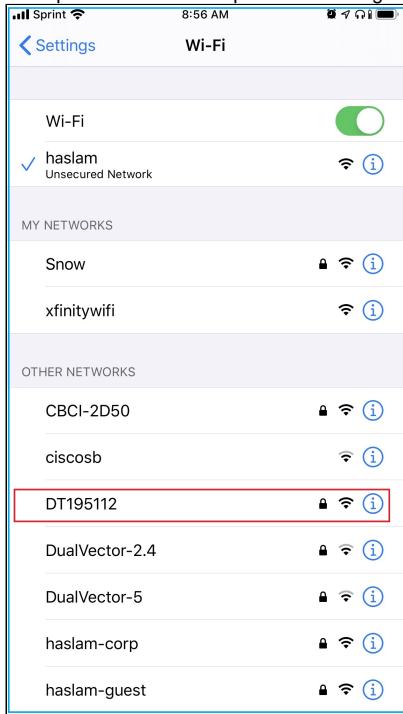 Sprint 8:56 AM
Settings Wi-Fi
Wi-Fi
haslam
Unsecured Network
MY NETWORKS
Snow
xfinitywifi
OTHER NETWORKS
CBCI-2D50
ciscosb
DT195112
DualVector-2.4
DualVector-5
haslam-corp
haslam-guest